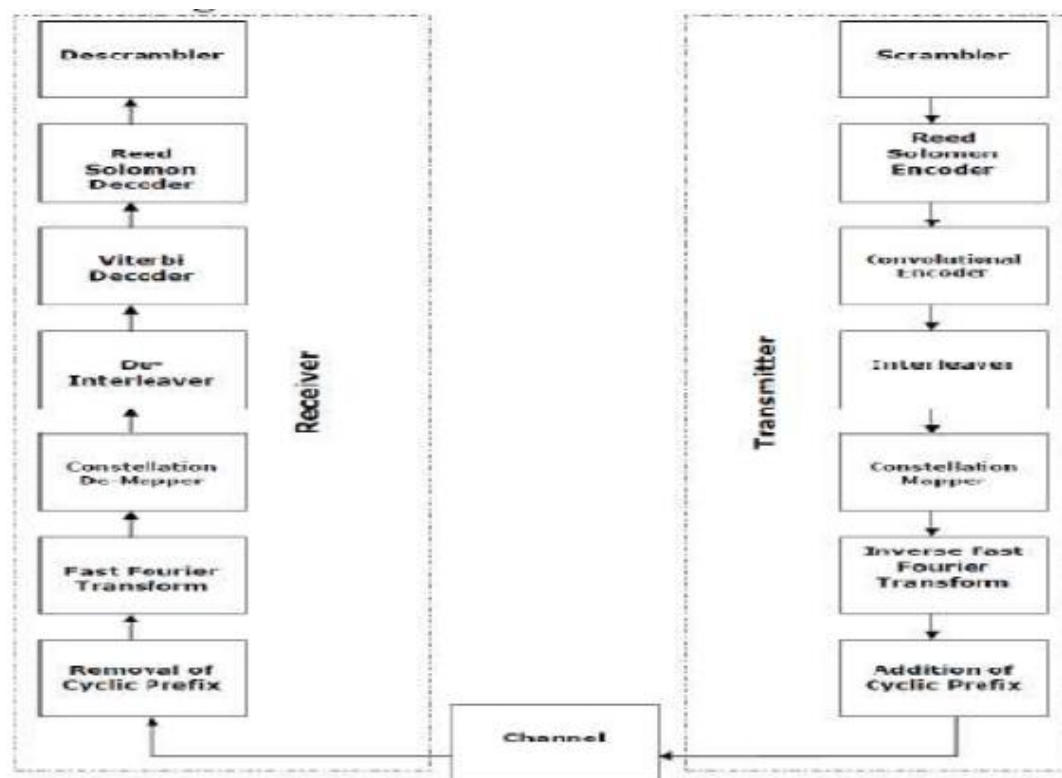 Descrambler
Reed
Solomon
Decoder
Viterbi
Decoder
De-
Interleaver
Constellation
De-Mapper
Fast Fourier
Transform
Removal of
Cyclic Prefix
Receiver
Channel
Transmitter
Scrambler
Reed
Solomon
Encoder
Convolutional
Encoder
Interleaver
Constellation
Mapper
Inverse fast
Fourier
Transform
Addition of
Cyclic Prefix